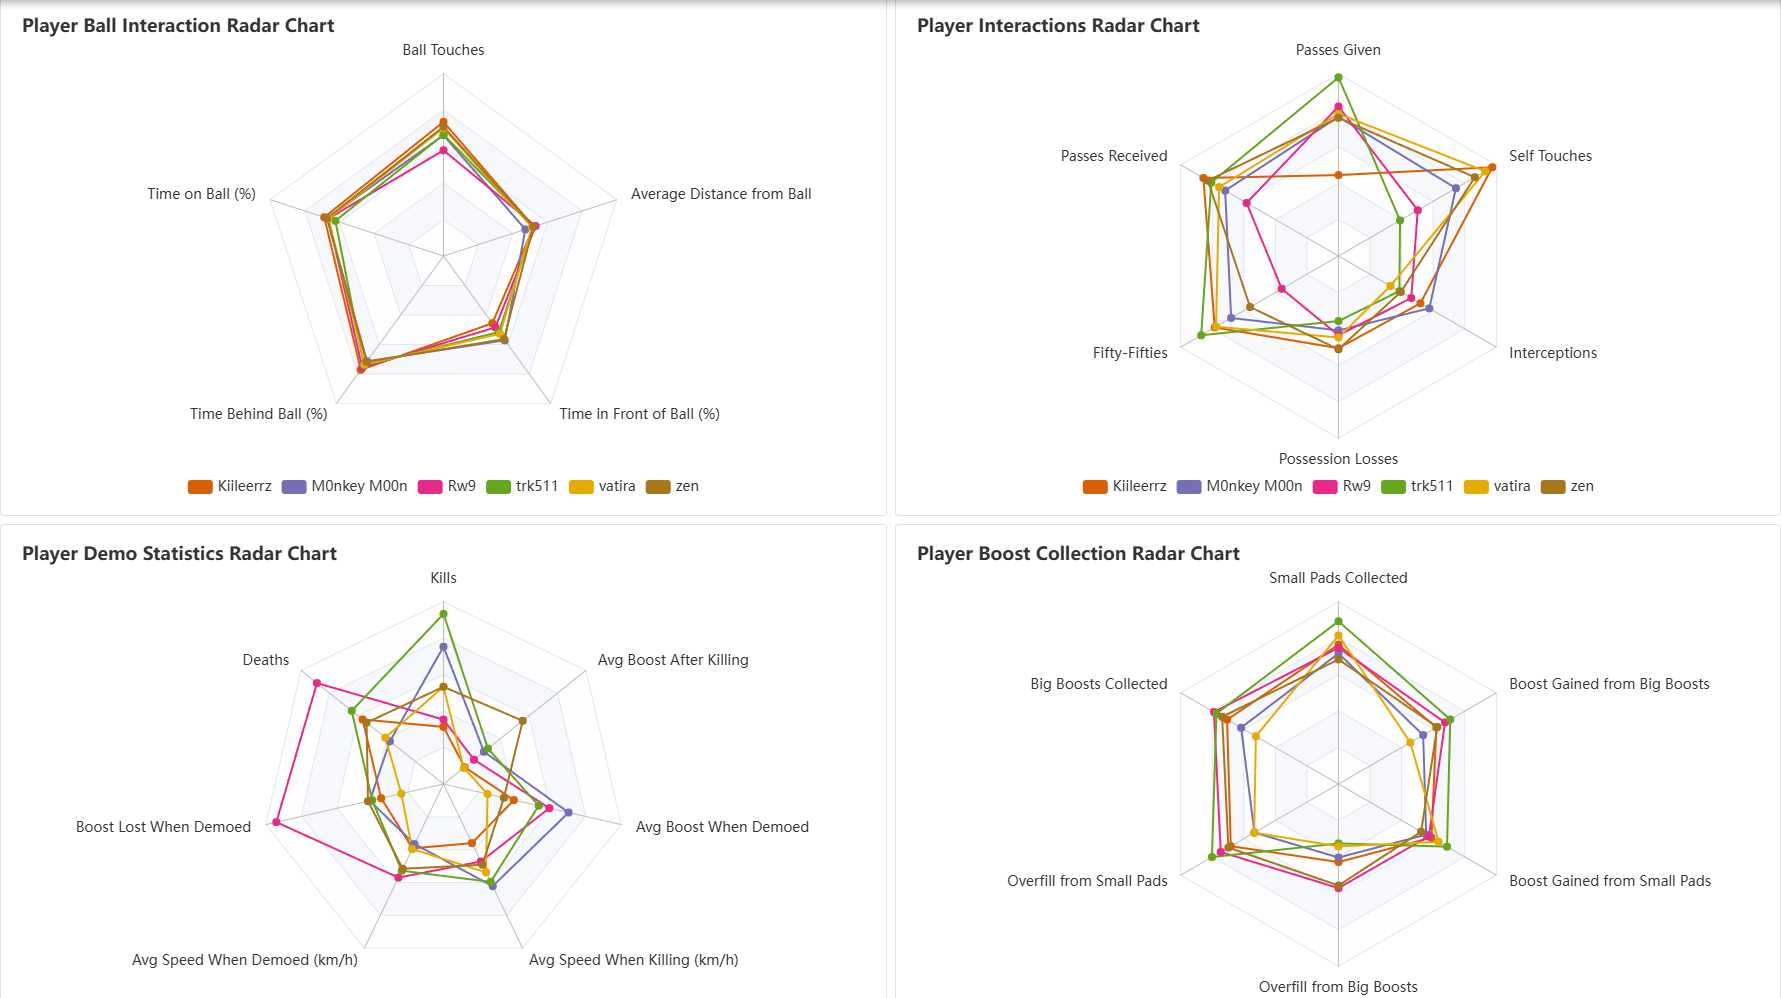 Player Ball Interaction Radar Chart
Ball Touches
Time on Ball (%)
Average Distance from Ball
Time Behind Ball (%)
Time in Front of Ball (%)
Kiileerrz M0nkey M00n Rw9 trk511 vatira zen
Player Interactions Radar Chart
Passes Given
Passes Received
Self Touches
Fifty-Fifties
Interceptions
Possession Losses
Kiileerrz M0nkey M00n Rw9 trk511 vatira zen
Player Demo Statistics Radar Chart
Kills
Deaths
Avg Boost After Killing
Boost Lost When Demoed
Avg Boost When Demoed
Avg Speed When Demoed (km/h)
Avg Speed When Killing (km/h)
Player Boost Collection Radar Chart
Small Pads Collected
Big Boosts Collected
Boost Gained from Big Boosts
Overfill from Small Pads
Boost Gained from Small Pads
Overfill from Big Boosts